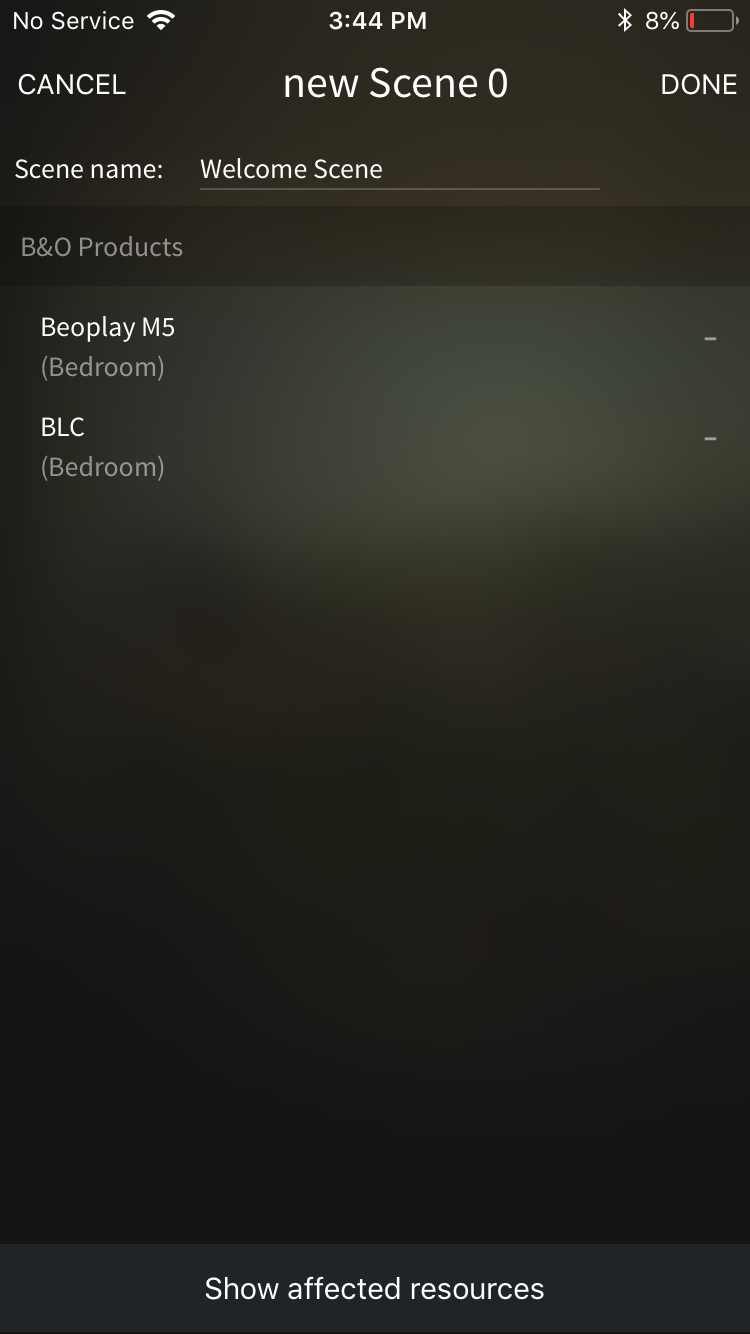 No Service 3:44 PM 8%
CANCEL new Scene 0 DONE
Scene name: Welcome Scene
B&O Products
Beoplay M5 -
(Bedroom)
BLC -
(Bedroom)
Show affected resources